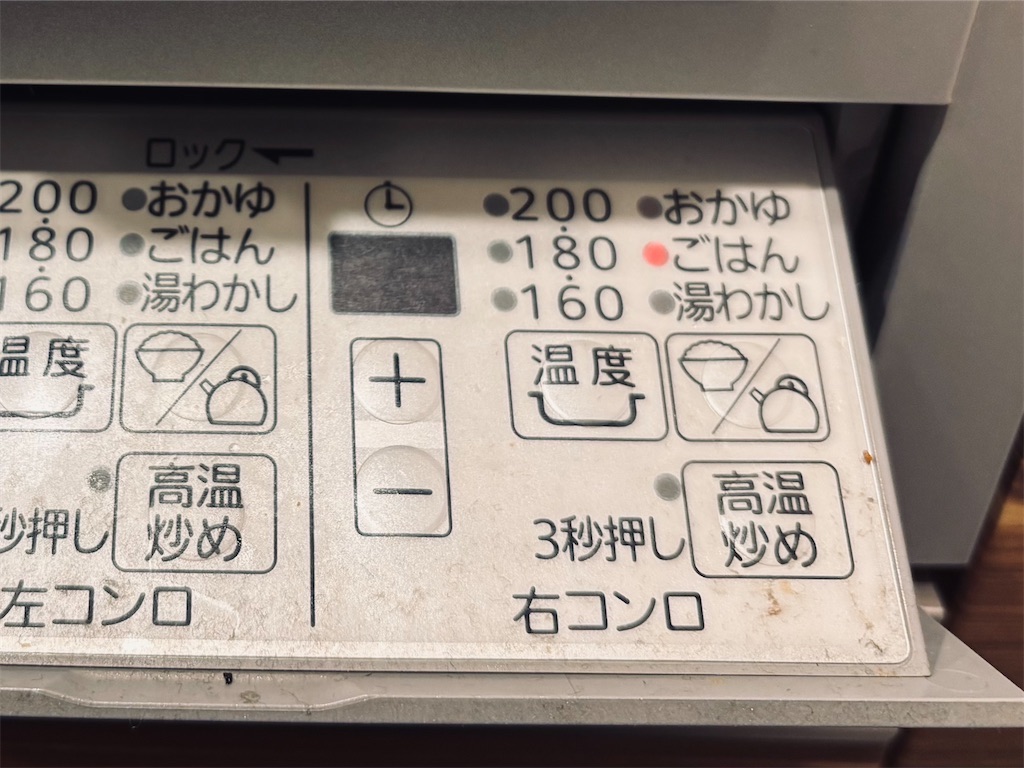 ロック
200 おかゆ
180 ごはん
160 湯わかし
温度
高温
炒め
秒押し
左コンロ
200 おかゆ
180 ごはん
160 湯わかし
+
温度
−
高温
3秒押し 炒め
右コンロ